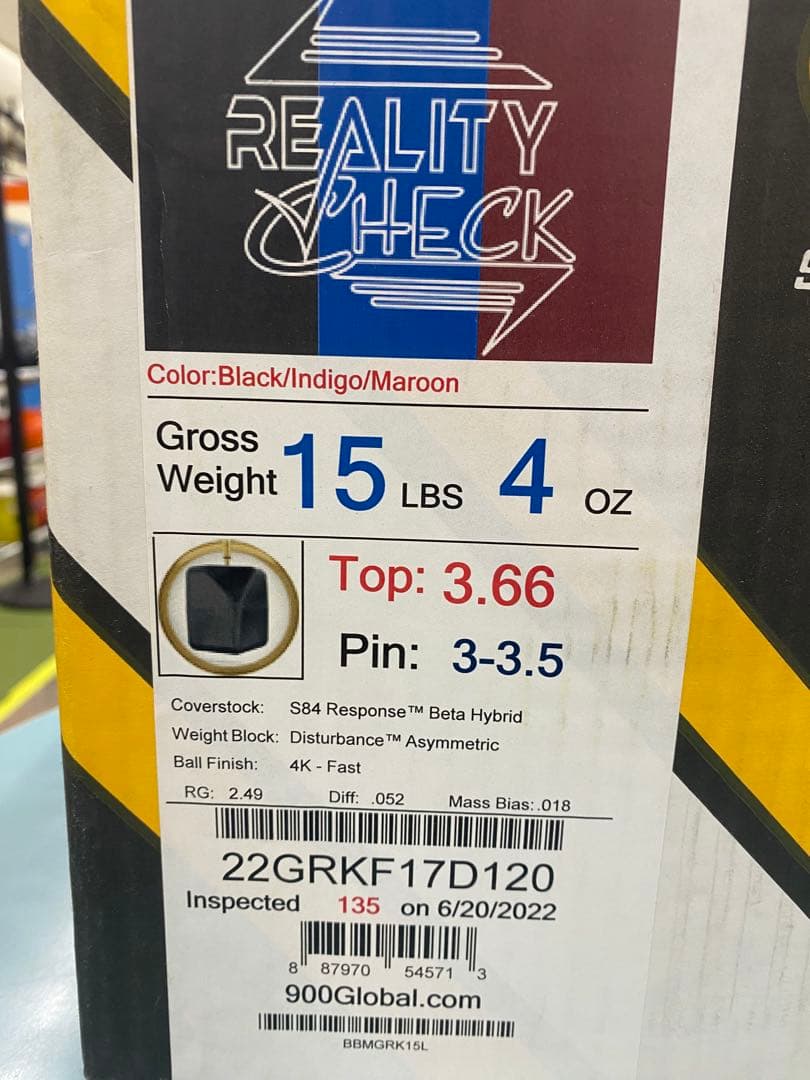 REALITY
CHECK
Color:Black/Indigo/Maroon
Gross Weight 15 LBS 4 OZ
Top: 3.66
Pin: 3-3.5
Coverstock: S84 Response™ Beta Hybrid
Weight Block: Disturbance™ Asymmetric
Ball Finish: 4K - Fast
RG: 2.49 Diff: .052 Mass Bias:.018
22GRKF17D120
Inspected 135 on 6/20/2022
8 87970 54571 3
900Global.com
BBMGRK15L